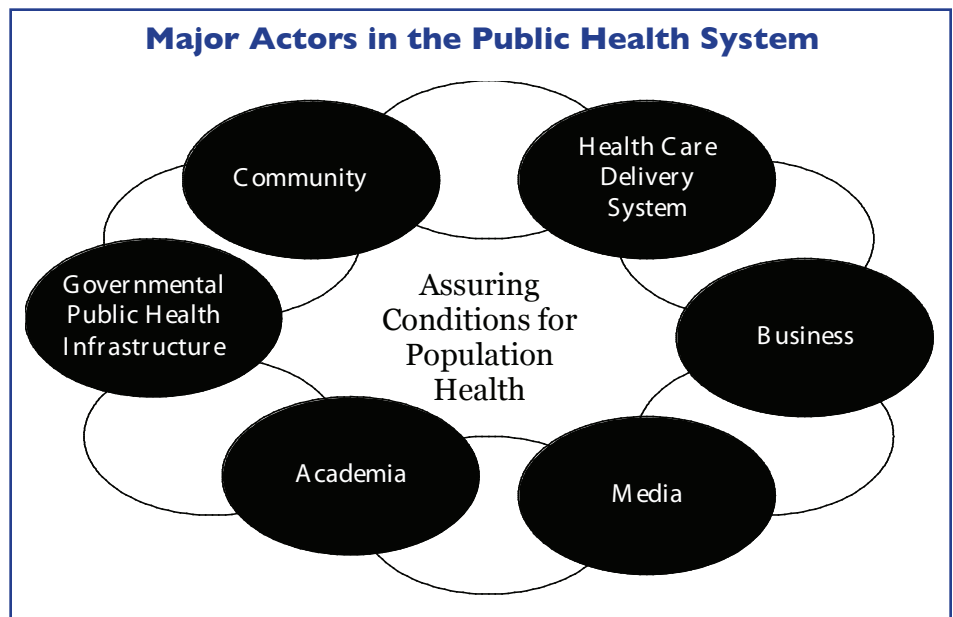 Major Actors in the Public Health System
Community
Health Care
Delivery
System
Governmental
Public Health
Infrastructure
Assuring
Conditions for
Population
Health
Business
Academia
Media